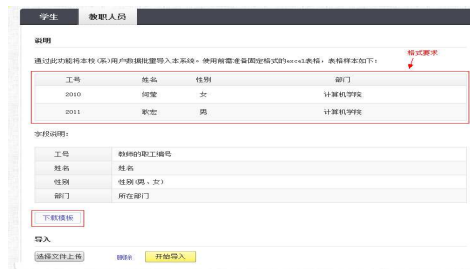 学生 教职人员
说明
格式要求
通过此功能将本校(系)用户数据批量导入本系统。使用前需准备固定格式的excel表格，表格样本如下：
工号 姓名 性别 部门
2010 何莹 女 计算机学院
2011 耿宏 男 计算机学院
字段说明：
工号 教师的职工编号
姓名 姓名
性别 性别(男、女)
部门 所在部门
下载模板
导入
选择文件上传 删除 开始导入